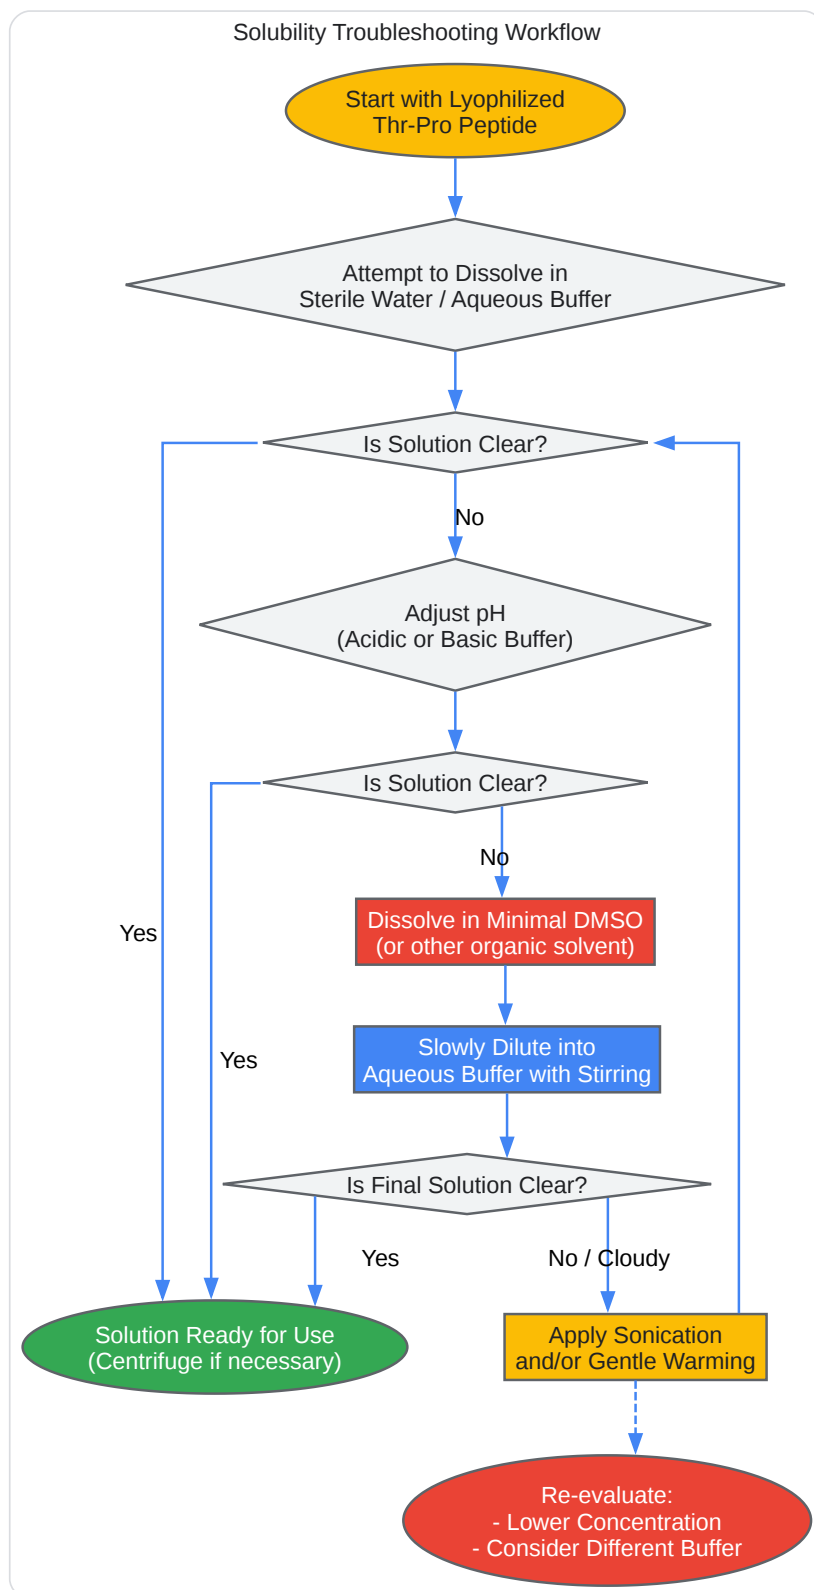 Solubility Troubleshooting Workflow
Start with Lyophilized
Thr-Pro Peptide
Attempt to Dissolve in
Sterile Water / Aqueous Buffer
Is Solution Clear?
No
Adjust pH
(Acidic or Basic Buffer)
Is Solution Clear?
No
Dissolve in Minimal DMSO
(or other organic solvent)
Yes
Slowly Dilute into
Aqueous Buffer with Stirring
Yes
Is Final Solution Clear?
Yes
No / Cloudy
Solution Ready for Use
(Centrifuge if necessary)
Apply Sonication
and/or Gentle Warming
Re-evaluate:
- Lower Concentration
- Consider Different Buffer